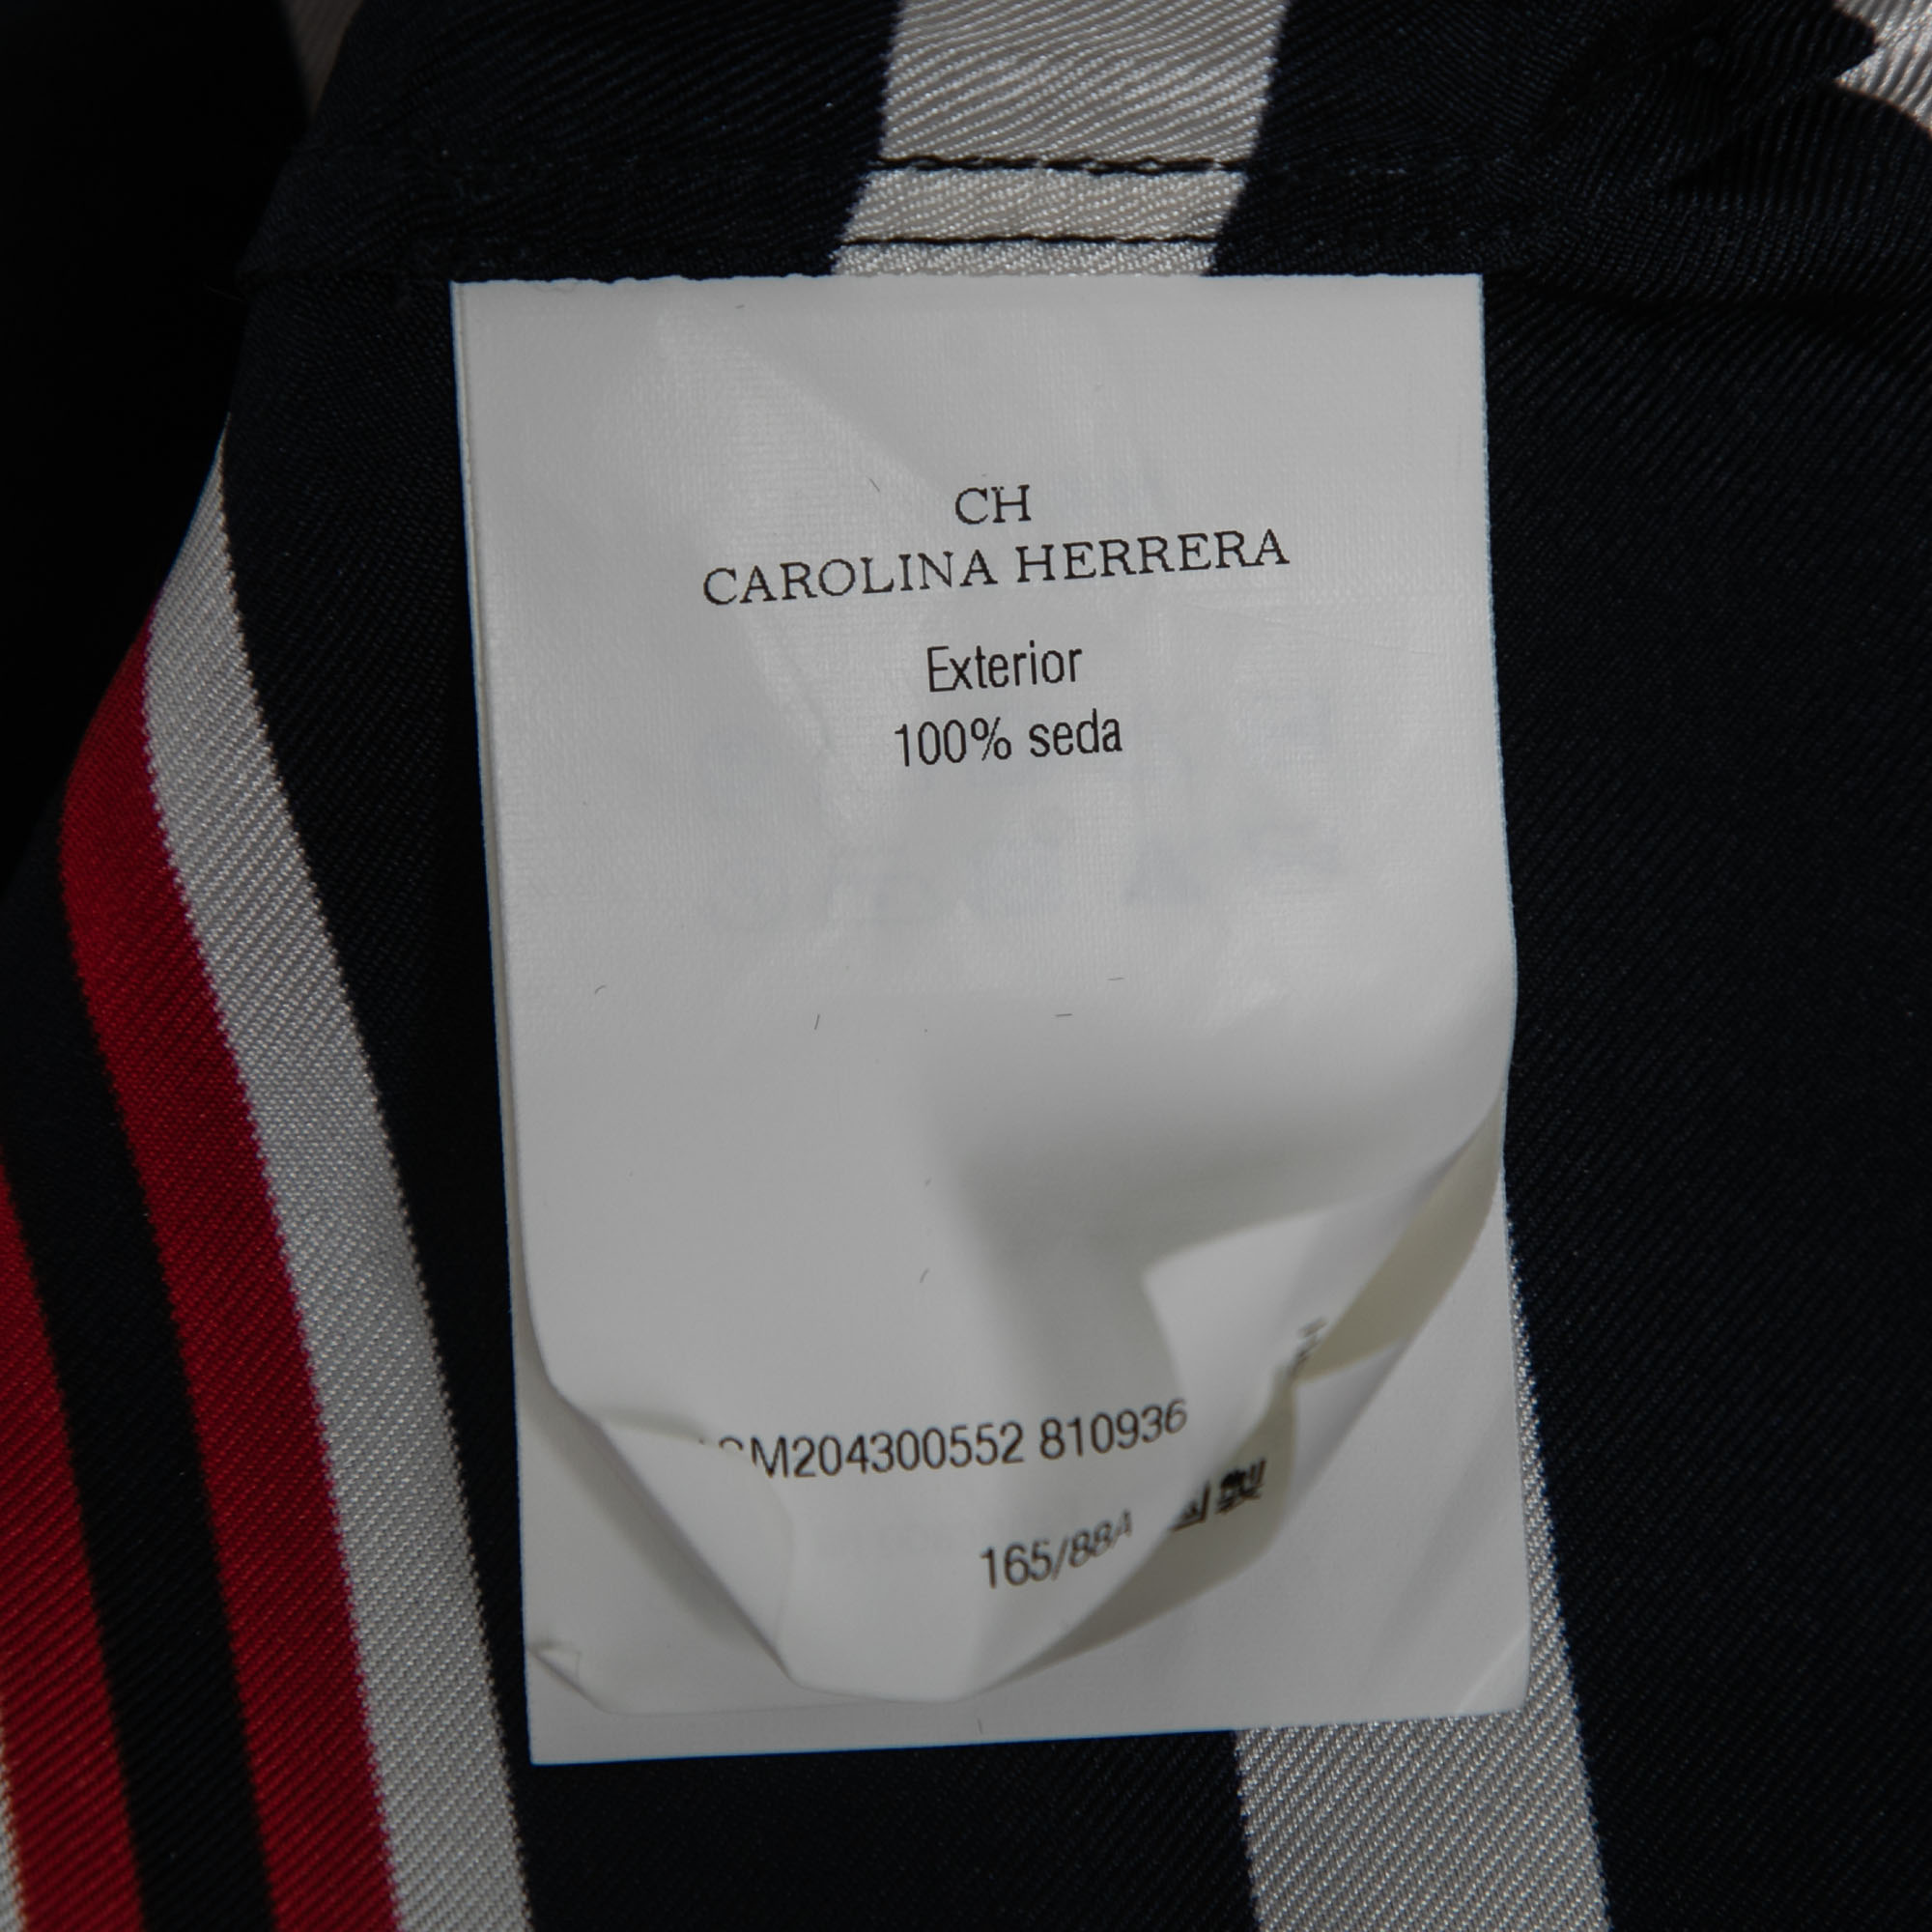 CH
CAROLINA HERRERA
Exterior
100% seda
M204300552 810936
165/88A